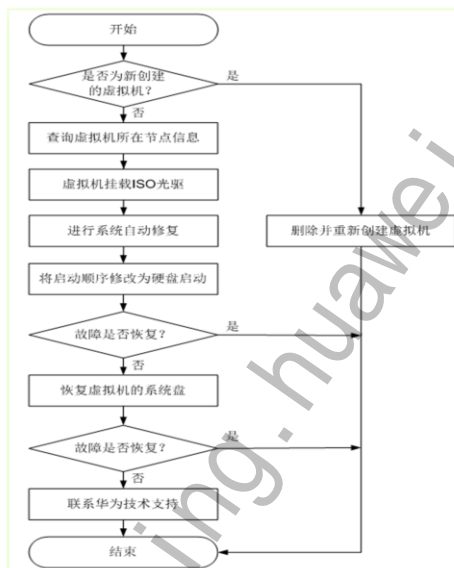 开始
是否为新创建
的虚拟机?
是
否
查询虚拟机所在节点信息
虚拟机挂载ISO光驱
进行系统自动修复
删除并重新创建虚拟机
将启动顺序修改为硬盘启动
故障是否恢复?
是
否
恢复虚拟机的系统盘
故障是否恢复?
是
否
联系华为技术支持
结束
ing.huawei